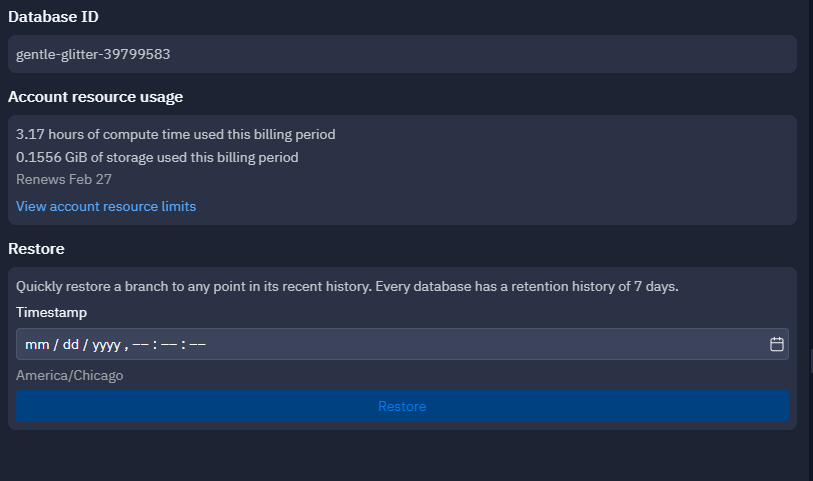 Database ID
gentle-glitter-39799583
Account resource usage
3.17 hours of compute time used this billing period
0.1556 GiB of storage used this billing period
Renews Feb 27
View account resource limits
Restore
Quickly restore a branch to any point in its recent history. Every database has a retention history of 7 days.
Timestamp
mm / dd / yyyy , −− : −− : −−
America/Chicago
Restore